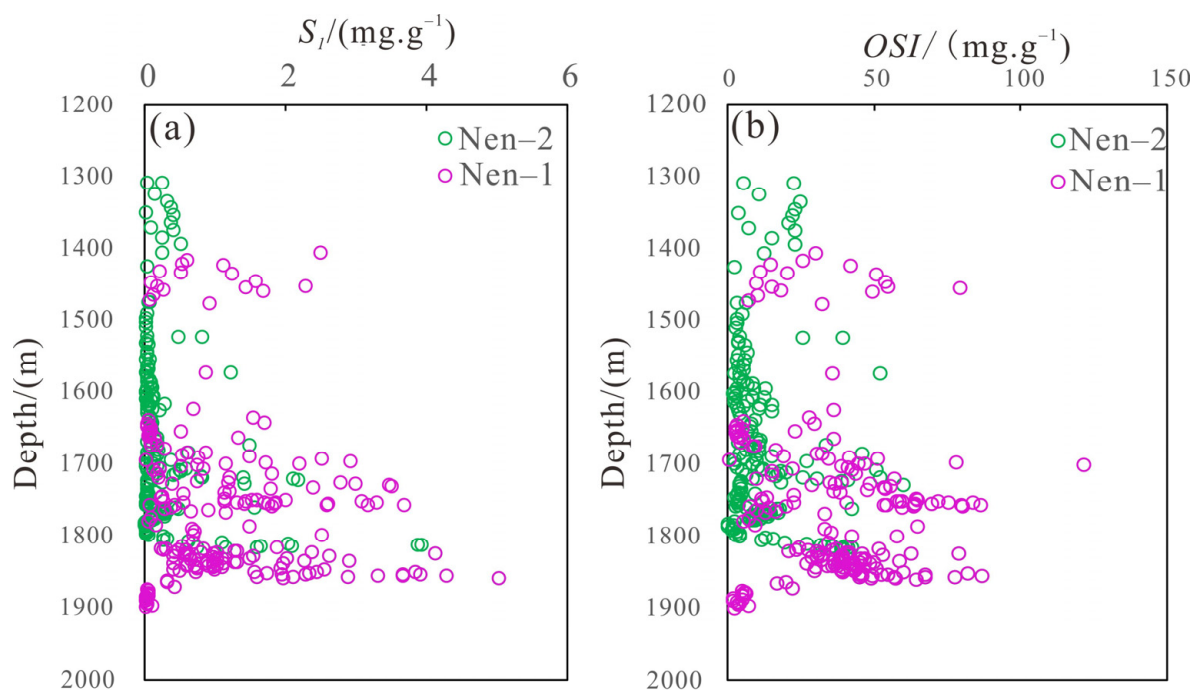 S₁/(mg.g⁻¹)
0 2 4 6
1200
1300
1400
1500
1600
1700
1800
1900
2000
Depth/(m)
(a)
Nen–2
Nen–1
OSI/(mg.g⁻¹)
0 50 100 150
1200
1300
1400
1500
1600
1700
1800
1900
2000
Depth/(m)
(b)
Nen–2
Nen–1